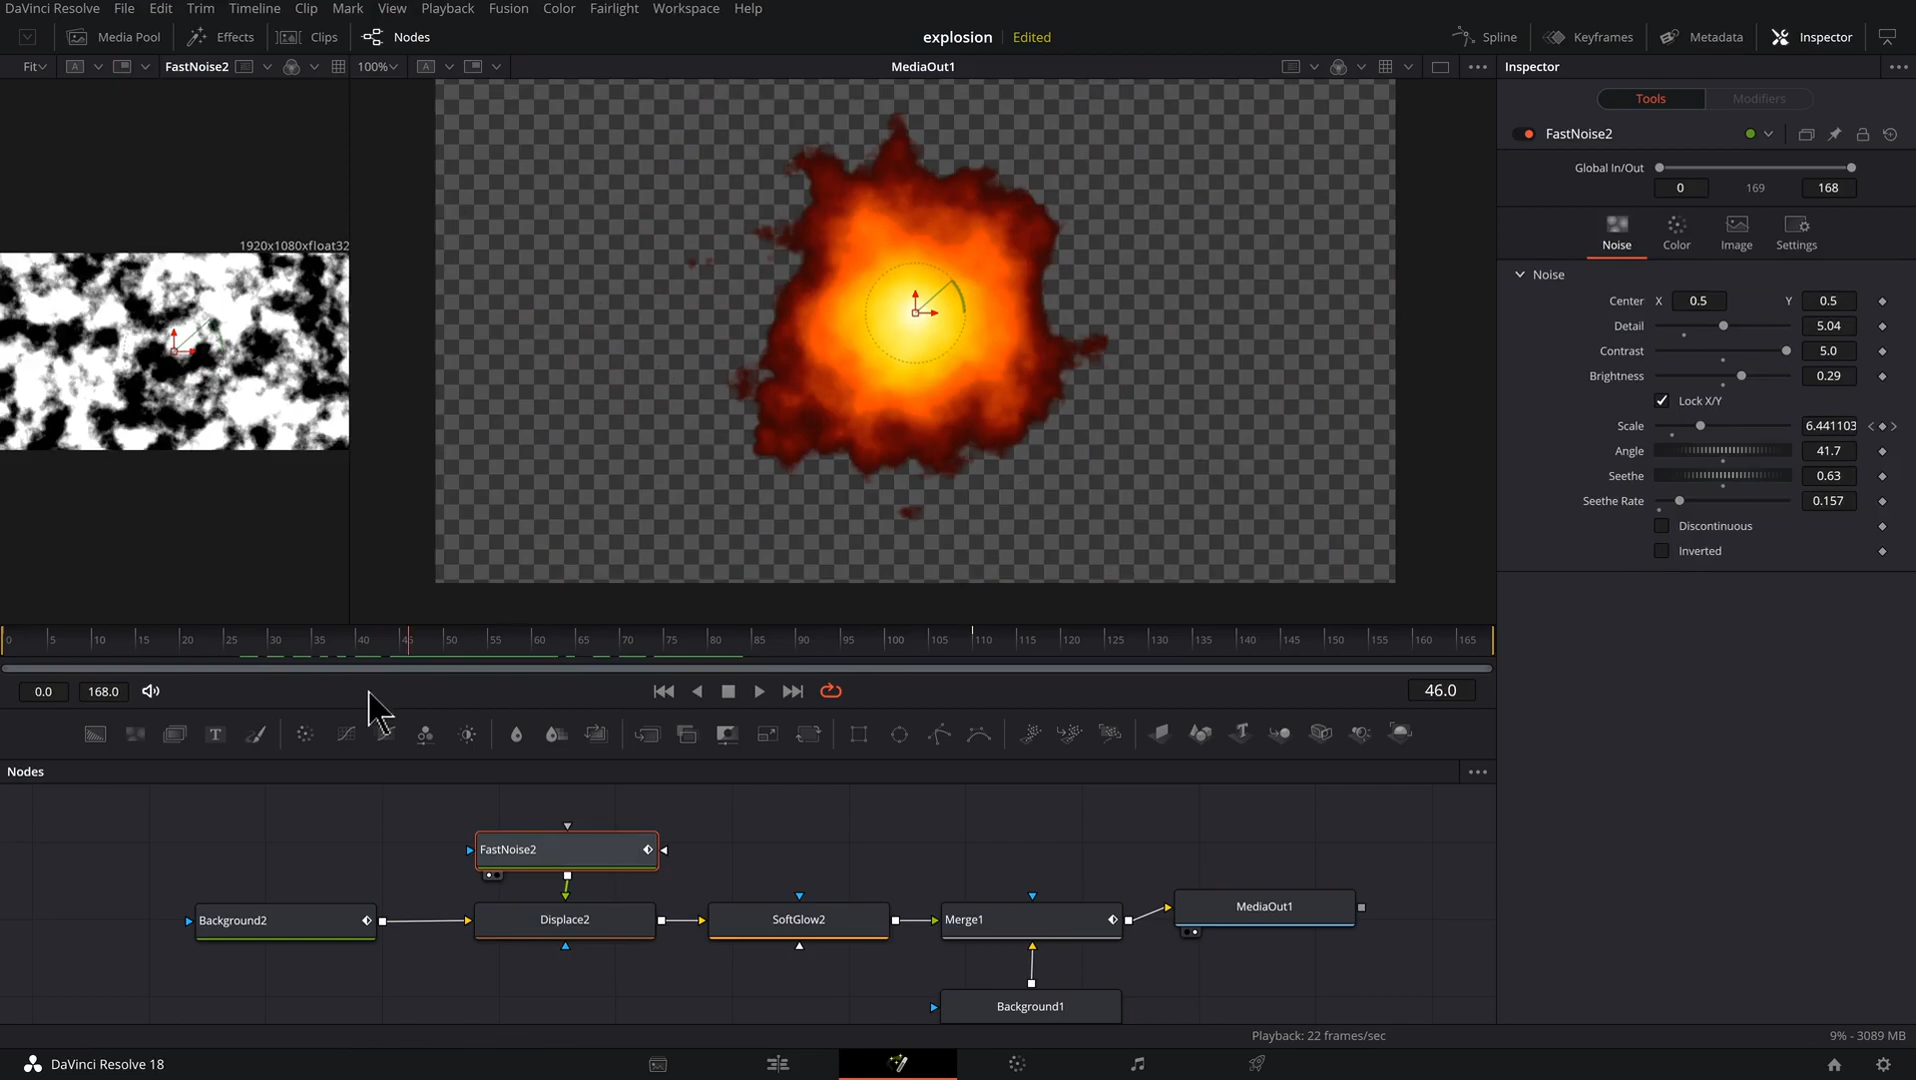 DaVinci Resolve File Edit Trim Timeline Clip Mark View Playback Fusion Color Fairlight Workspace Help
Media Pool Effects Clips Nodes explosion Edited Spline Keyframes Metadata Inspector
Fit FastNoise2 100% MediaOut1 Inspector
Tools Modifiers
FastNoise2
Global In/Out
0 169 168
Noise Color Image Settings
1920x1080xfloat32
Noise
Center X 0.5 Y 0.5
Detail 5.04
Contrast 5.0
Brightness 0.29
Lock X/Y
Scale 6.441103
Angle 41.7
Seethe 0.63
Seethe Rate 0.157
Discontinuous
Inverted
0 5 10 15 20 25 30 35 40 45 50 55 60 65 70 75 80 85 90 95 100 105 110 115 120 125 130 135 140 145 150 155 160 165
0.0 168.0 46.0
Nodes
FastNoise2
Background2 Displace2 SoftGlow2 Merge1 MediaOut1
Background1
Playback: 22 frames/sec 9% - 3089 MB
DaVinci Resolve 18